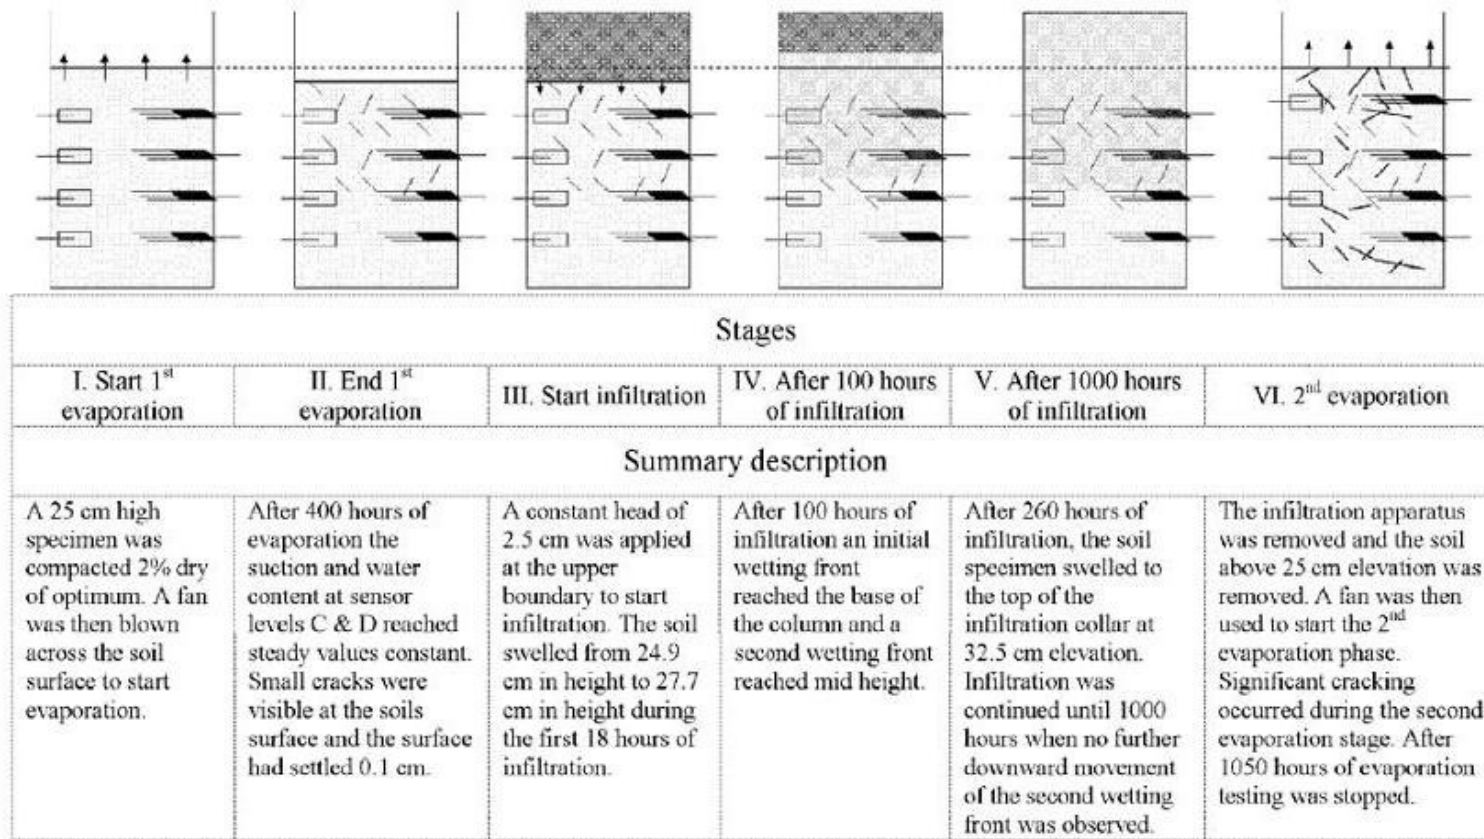 Stages
I. Start 1st
evaporation
II. End 1st
evaporation
III. Start infiltration
IV. After 100 hours
of infiltration
V. After 1000 hours
of infiltration
VI. 2nd evaporation
Summary description
A 25 cm high
specimen was
compacted 2% dry
of optimum. A fan
was then blown
across the soil
surface to start
evaporation.
After 400 hours of
evaporation the
suction and water
content at sensor
levels C & D reached
steady values constant.
Small cracks were
visible at the soils
surface and the surface
had settled 0.1 cm.
A constant head of
2.5 cm was applied
at the upper
boundary to start
infiltration. The soil
swelled from 24.9
cm in height to 27.7
cm in height during
the first 18 hours of
infiltration.
After 100 hours of
infiltration an initial
wetting front
reached the base of
the column and a
second wetting front
reached mid height.
After 260 hours of
infiltration, the soil
specimen swelled to
the top of the
infiltration collar at
32.5 cm elevation.
Infiltration was
continued until 1000
hours when no further
downward movement
of the second wetting
front was observed.
The infiltration apparatus
was removed and the soil
above 25 cm elevation was
removed. A fan was then
used to start the 2nd
evaporation phase.
Significant cracking
occurred during the second
evaporation stage. After
1050 hours of evaporation
testing was stopped.